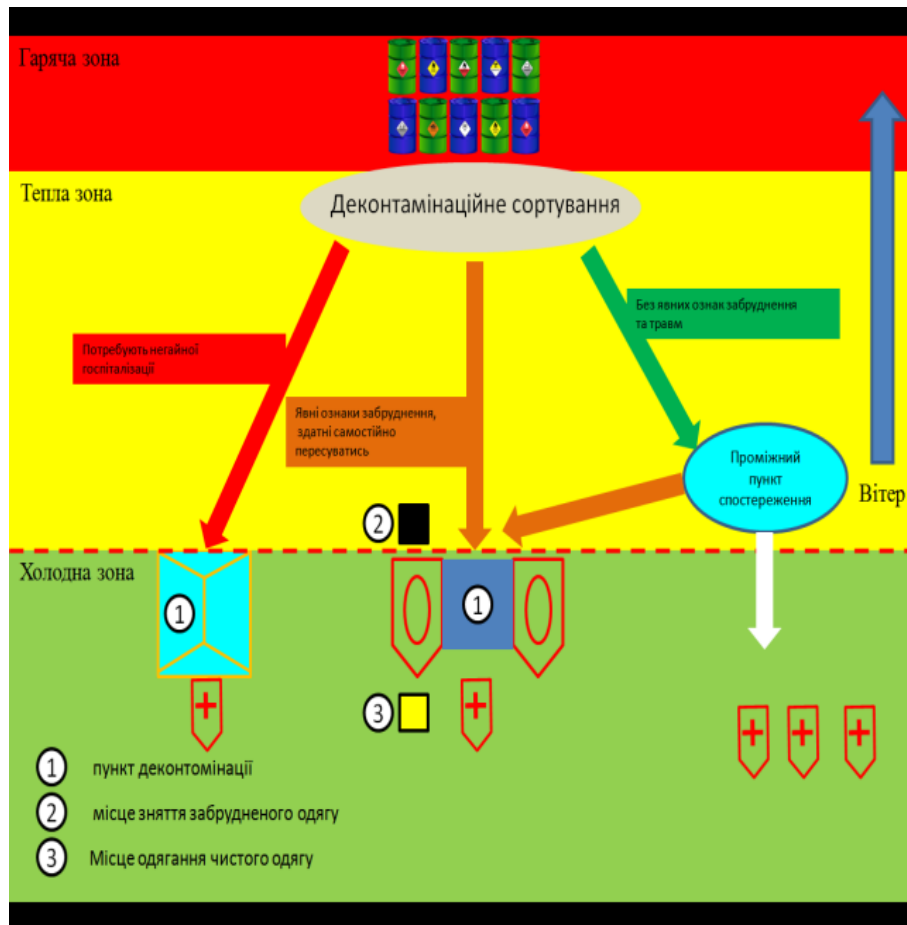 Гаряча зона
Тепла зона
Деконтамінаційне сортування
Без явних ознак забруднення
та травм
Потребують негайної
госпіталізації
Явні ознаки забруднення,
здатні самостійно
пересуватись
Проміжний
пункт
спостереження
Вітер
2
Холодна зона
1
1
3
1 пункт деконтомінації
2 місце зняття забрудненого одягу
3 Місце одягання чистого одягу